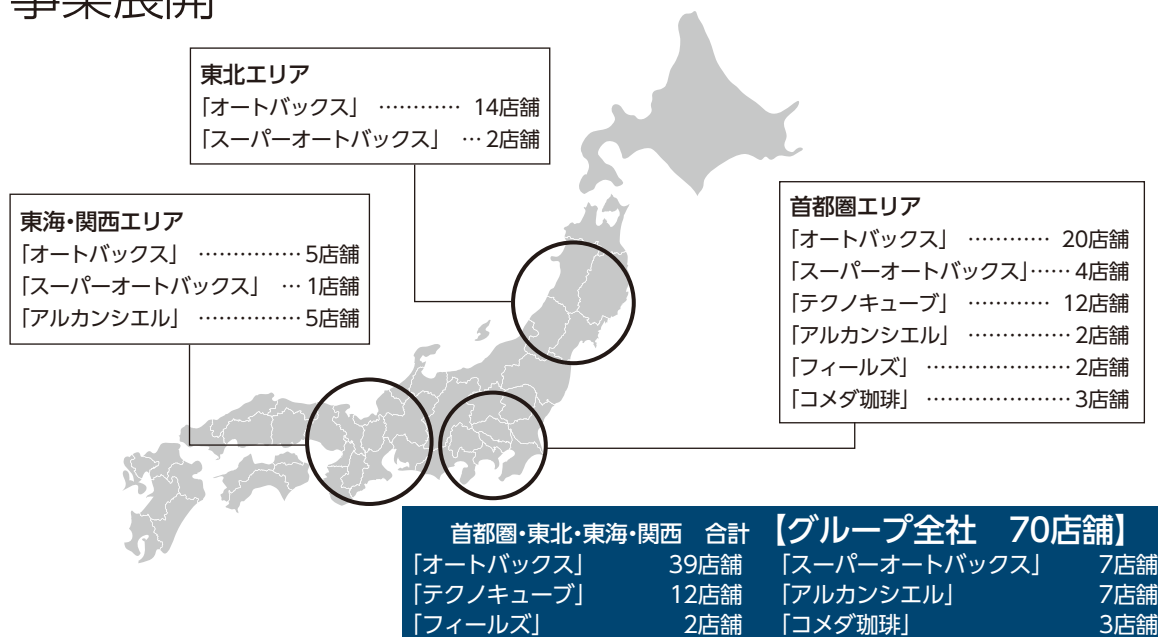 事業展開
東北エリア
「オートバックス」 ………… 14店舗
「スーパーオートバックス」 … 2店舗
東海・関西エリア
「オートバックス」 …………… 5店舗
「スーパーオートバックス」 … 1店舗
「アルカンシエル」 …………… 5店舗
首都圏エリア
「オートバックス」 ………… 20店舗
「スーパーオートバックス」…… 4店舗
「テクノキューブ」 ………… 12店舗
「アルカンシエル」 …………… 2店舗
「フィールズ」 ………………… 2店舗
「コメダ珈琲」 ………………… 3店舗
首都圏・東北・東海・関西 合計 【グループ全社 70店舗】
「オートバックス」 39店舗 「スーパーオートバックス」 7店舗
「テクノキューブ」 12店舗 「アルカンシエル」 7店舗
「フィールズ」 2店舗 「コメダ珈琲」 3店舗